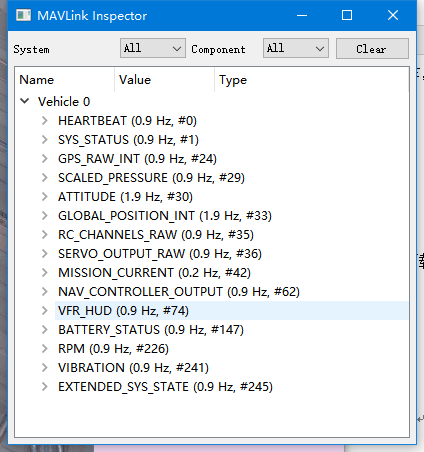 MAVLink Inspector
System All Component All Clear
Name Value Type
Vehicle 0
HEARTBEAT (0.9 Hz, #0)
SYS_STATUS (0.9 Hz, #1)
GPS_RAW_INT (0.9 Hz, #24)
SCALED_PRESSURE (0.9 Hz, #29)
ATTITUDE (1.9 Hz, #30)
GLOBAL_POSITION_INT (1.9 Hz, #33)
RC_CHANNELS_RAW (0.9 Hz, #35)
SERVO_OUTPUT_RAW (0.9 Hz, #36)
MISSION_CURRENT (0.2 Hz, #42)
NAV_CONTROLLER_OUTPUT (0.9 Hz, #62)
VFR_HUD (0.9 Hz, #74)
BATTERY_STATUS (0.9 Hz, #147)
RPM (0.9 Hz, #226)
VIBRATION (0.9 Hz, #241)
EXTENDED_SYS_STATE (0.9 Hz, #245)